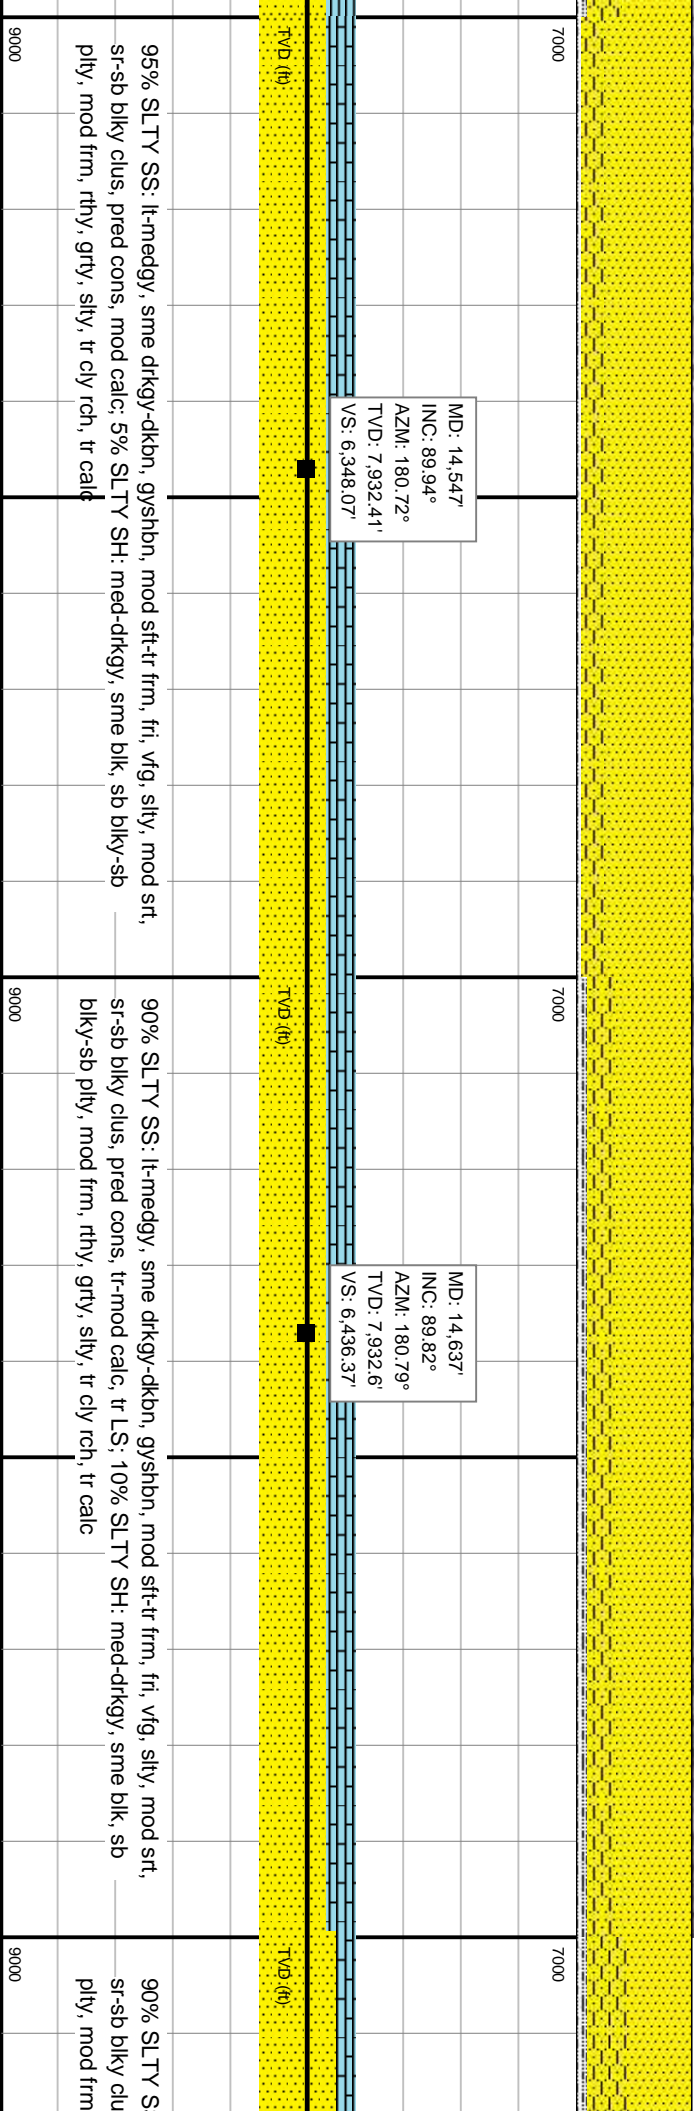 7000
TVD (ft)
9000
MD: 14,547'
INC: 89.94°
AZM: 180.72°
TVD: 7,932.41'
VS: 6,348.07'
95% SLTY SS: lt-medgy, sme drkgy-dkbn, gyshbn, mod sft-tr frm, fri, vfg, slty, mod srt,
sr-sb blky clus, pred cons, mod calc; 5% SLTY SH: med-drkgy, sme blk, sb blky-sb
plty, mod frm, rthy, grty, slty, tr cly rch, tr calc
7000
TVD (ft)
9000
MD: 14,637'
INC: 89.82°
AZM: 180.79°
TVD: 7,932.6'
VS: 6,436.37'
90% SLTY SS: lt-medgy, sme drkgy-dkbn, gyshbn, mod sft-tr frm, fri, vfg, slty, mod srt,
sr-sb blky clus, pred cons, tr-mod calc, tr LS; 10% SLTY SH: med-drkgy, sme blk, sb
blky-sb plty, mod frm, rthy, grty, slty, tr cly rch, tr calc
7000
TVD (ft)
9000
90% SLTY S
sr-sb blky clu
plty, mod frm